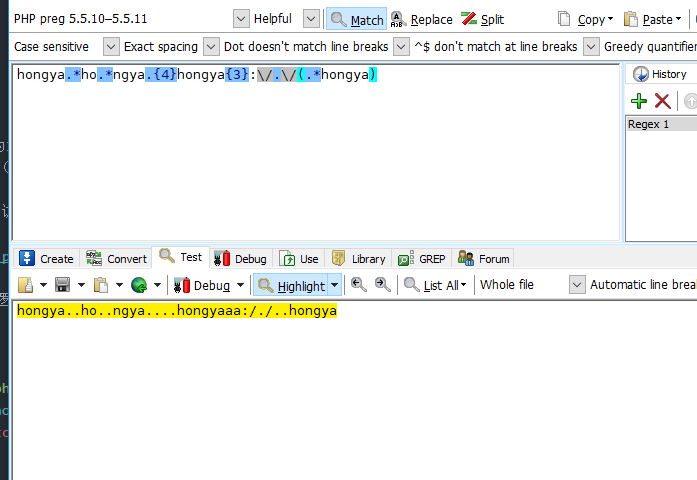 PHP preg 5.5.10–5.5.11 Helpful Match Replace Split Copy Paste
Case sensitive Exact spacing Dot doesn't match line breaks ^$ don't match at line breaks Greedy quantifier
hongya.*ho.*ngya.{4}hongya{3}:\/.\/(.*hongya)
History
Regex 1
Create Convert Test Debug Use Library GREP Forum
Debug Highlight List All Whole file Automatic line brea
hongya..ho..ngya....hongyaaa:/./..hongya